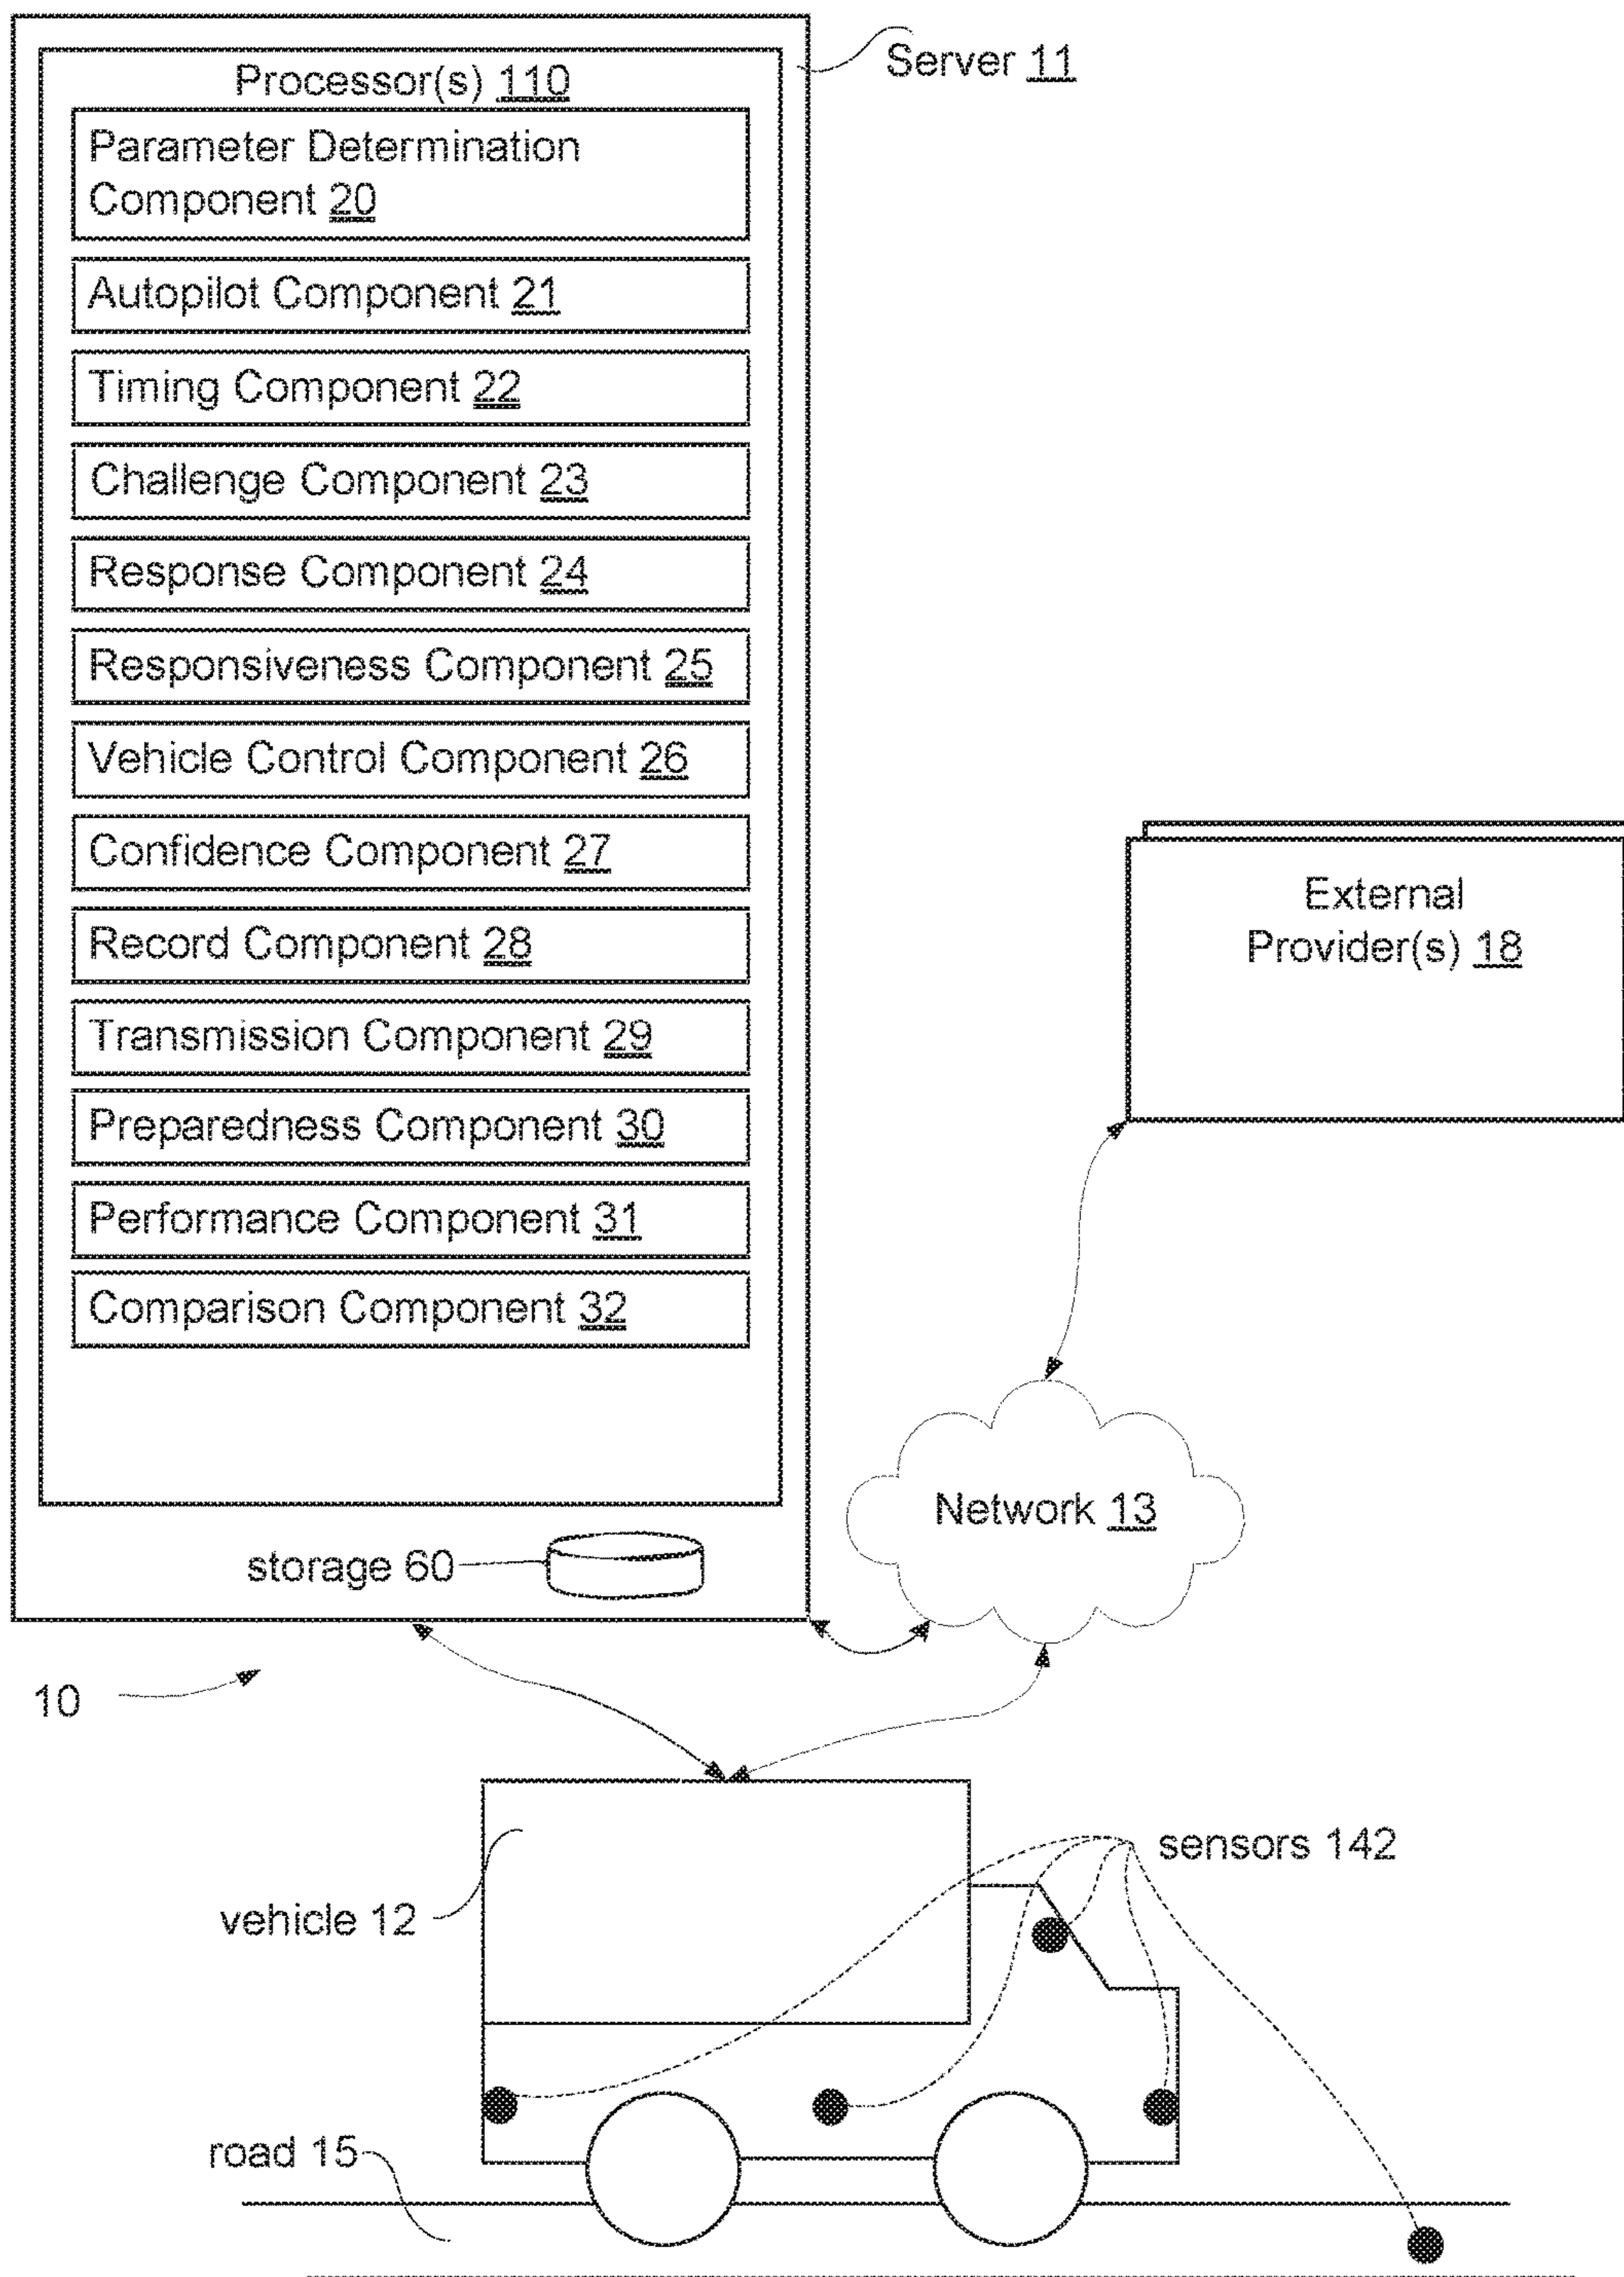 Server 11
Processor(s) 110
Parameter Determination
Component 20
Autopilot Component 21
Timing Component 22
Challenge Component 23
Response Component 24
Responsiveness Component 25
Vehicle Control Component 26
Confidence Component 27
Record Component 28
Transmission Component 29
Preparedness Component 30
Performance Component 31
Comparison Component 32
External
Provider(s) 18
Network 13
storage 60
10
sensors 142
vehicle 12
road 15